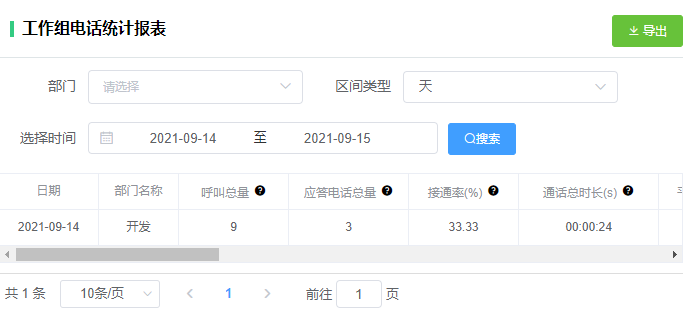 工作组电话统计报表
导出
部门 请选择 区间类型 天
选择时间 2021-09-14 至 2021-09-15 搜索
日期 部门名称 呼叫总量 应答电话总量 接通率(%) 通话总时长(s)
2021-09-14 开发 9 3 33.33 00:00:24
共 1 条 10条/页 1 前往 1 页